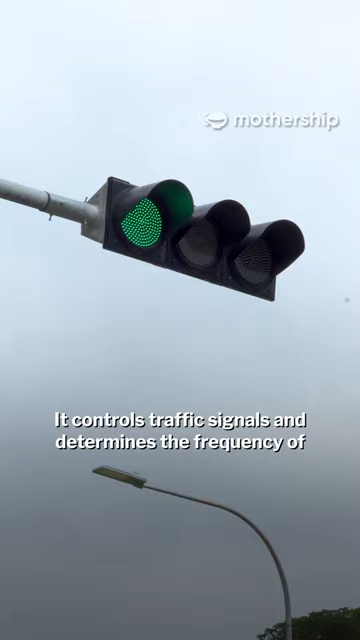 mothership
It controls traffic signals and
determines the frequency of